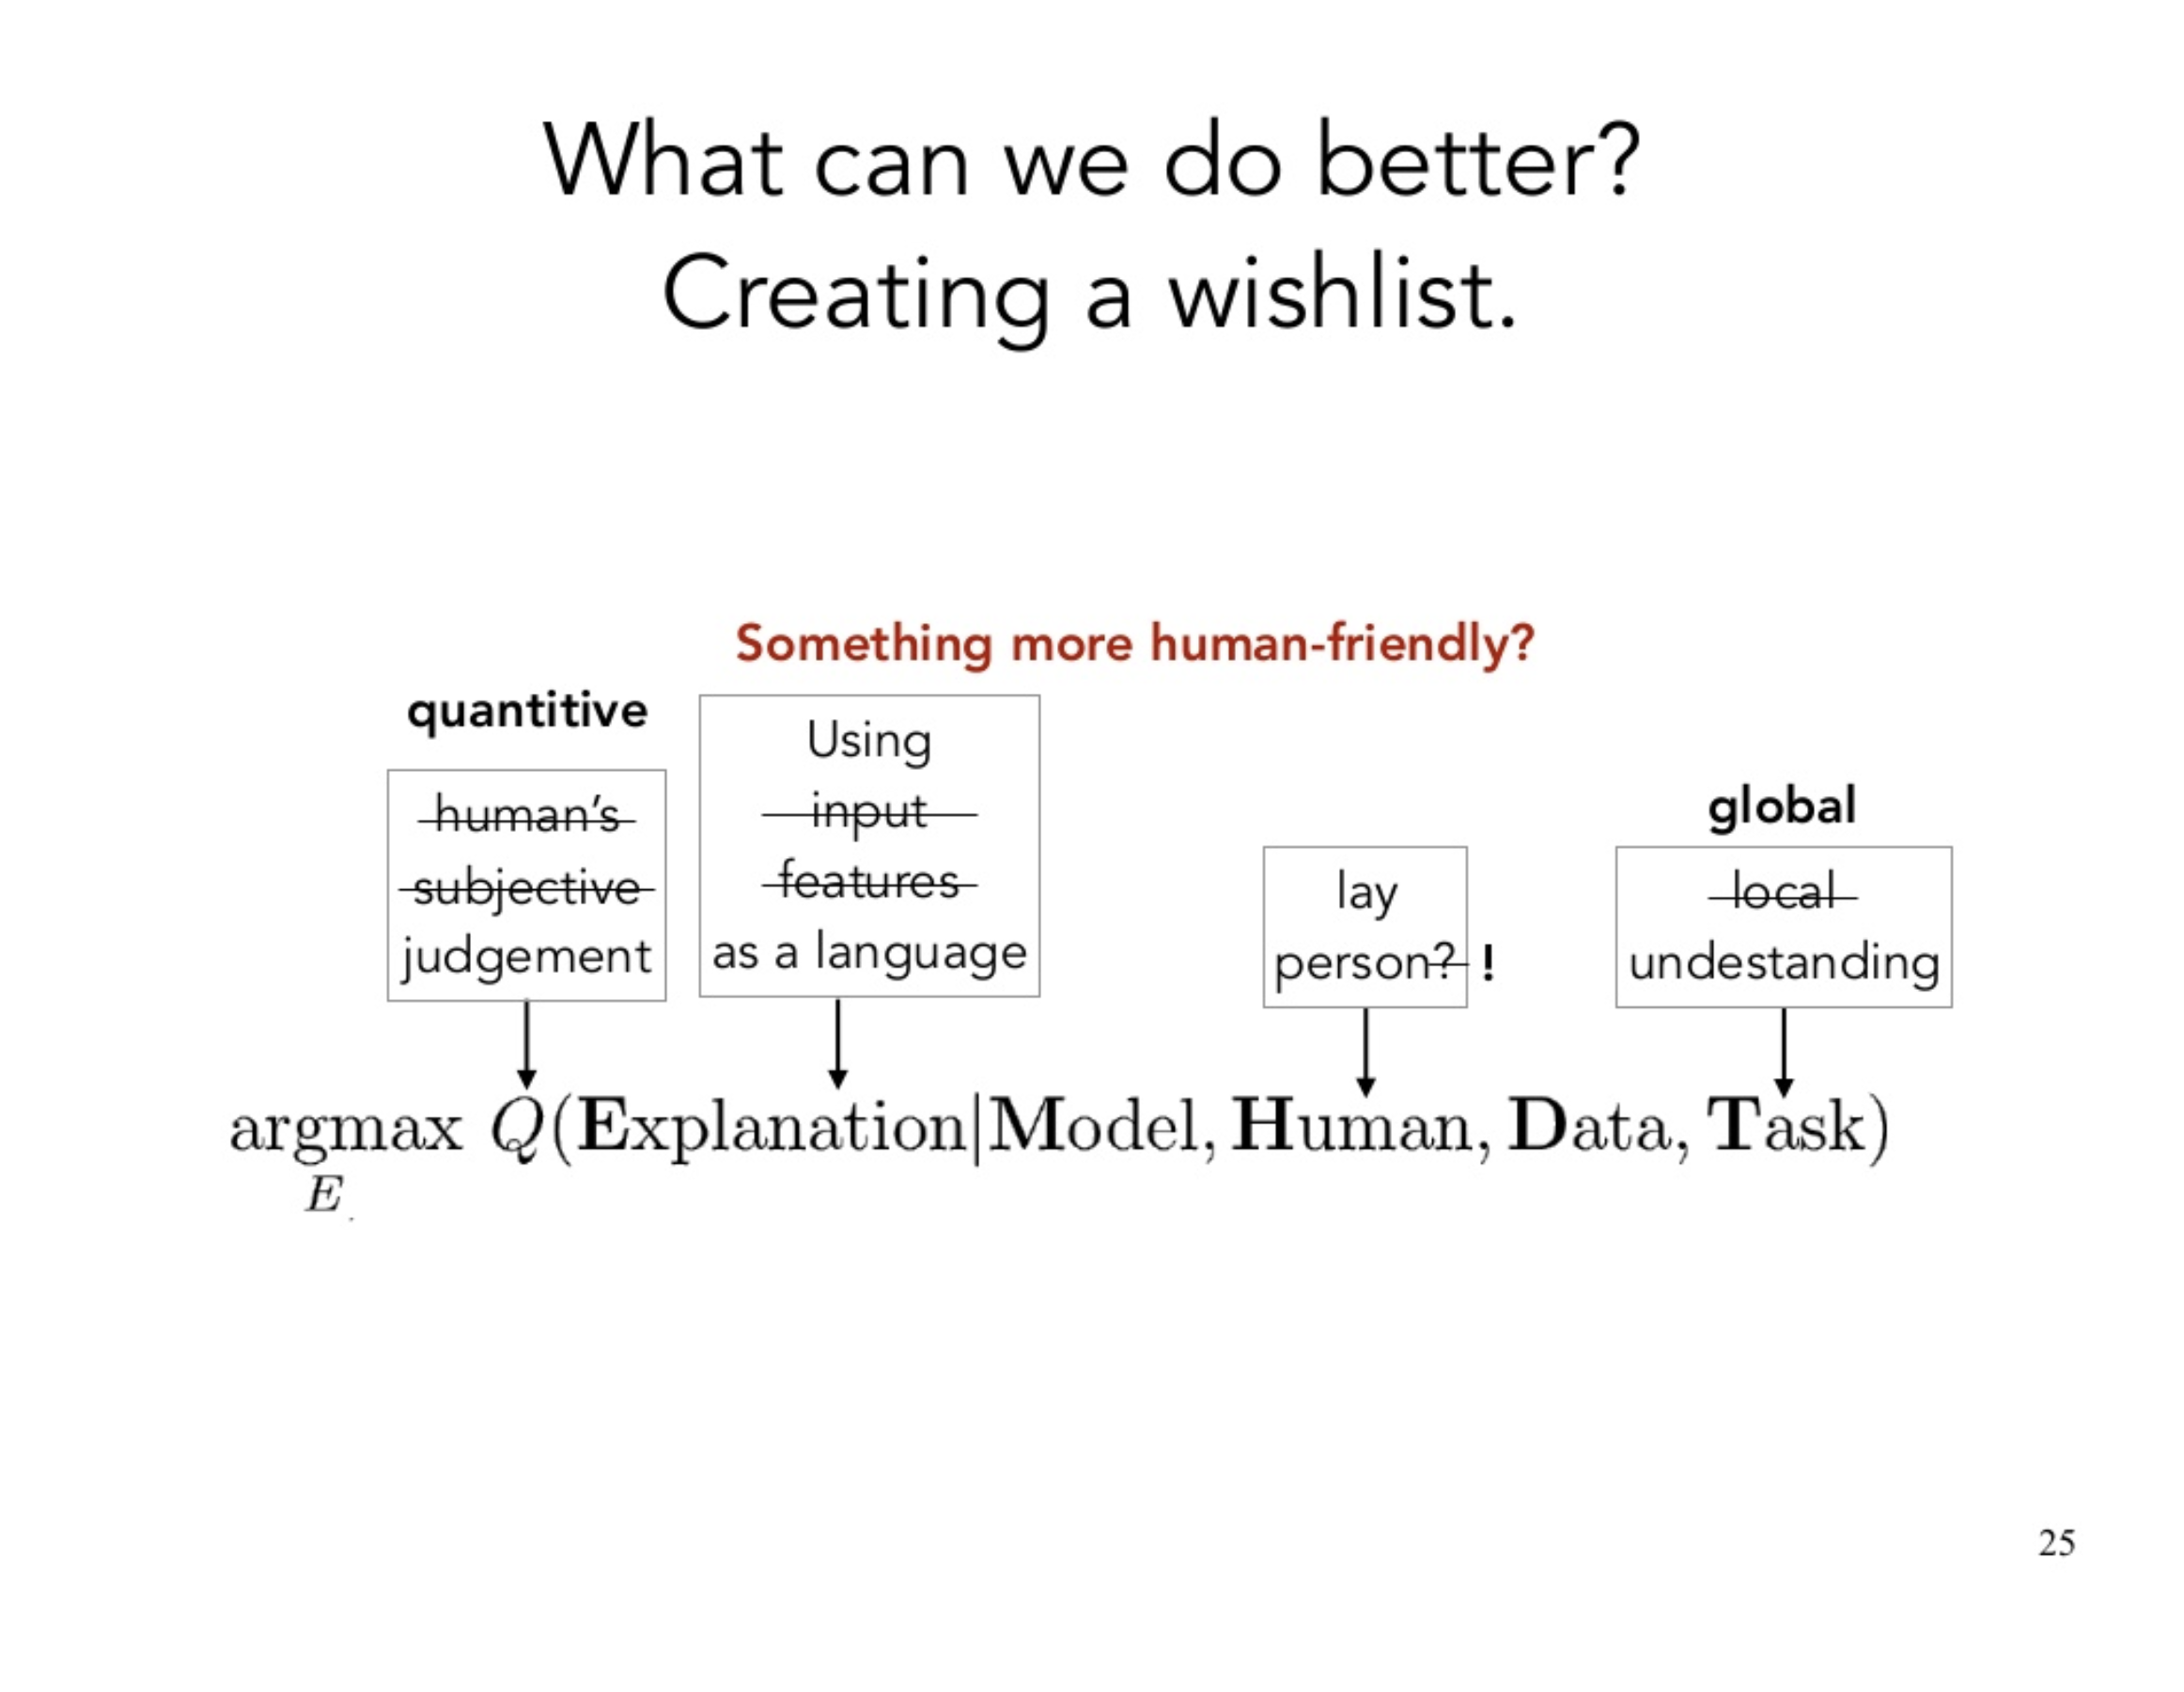 What can we do better?
Creating a wishlist.
Something more human-friendly?
quantitive
human's
subjective
judgement
Using
input
features
as a language
lay
person? !
global
local
undestanding
argmax Q(Explanation|Model, Human, Data, Task)
E
25